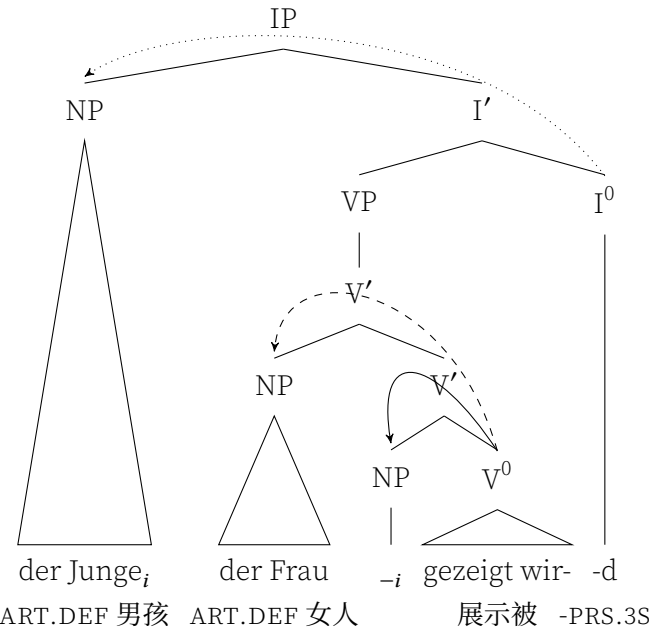 IP
NP I′
VP I⁰
V′
NP V′
NP V⁰
der Jungeᵢ der Frau _ᵢ gezeigt wir- -d
ART.DEF 男孩 ART.DEF 女人 展示被 -PRS.3S